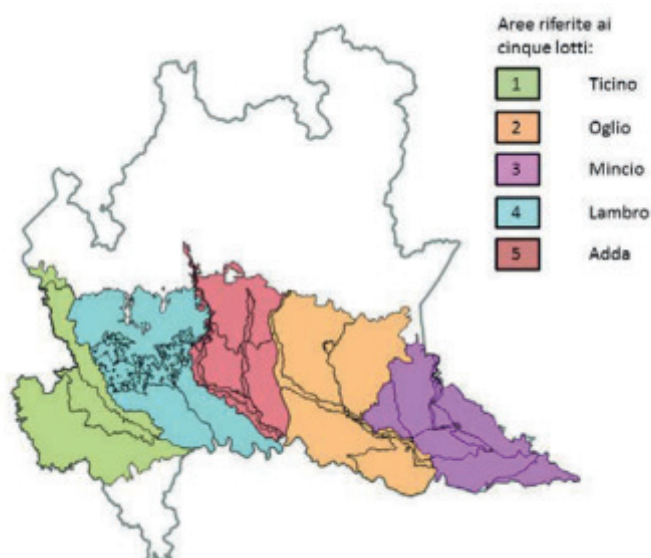 Aree riferite ai
cinque lotti:
1 Ticino
2 Oglio
3 Mincio
4 Lambro
5 Adda